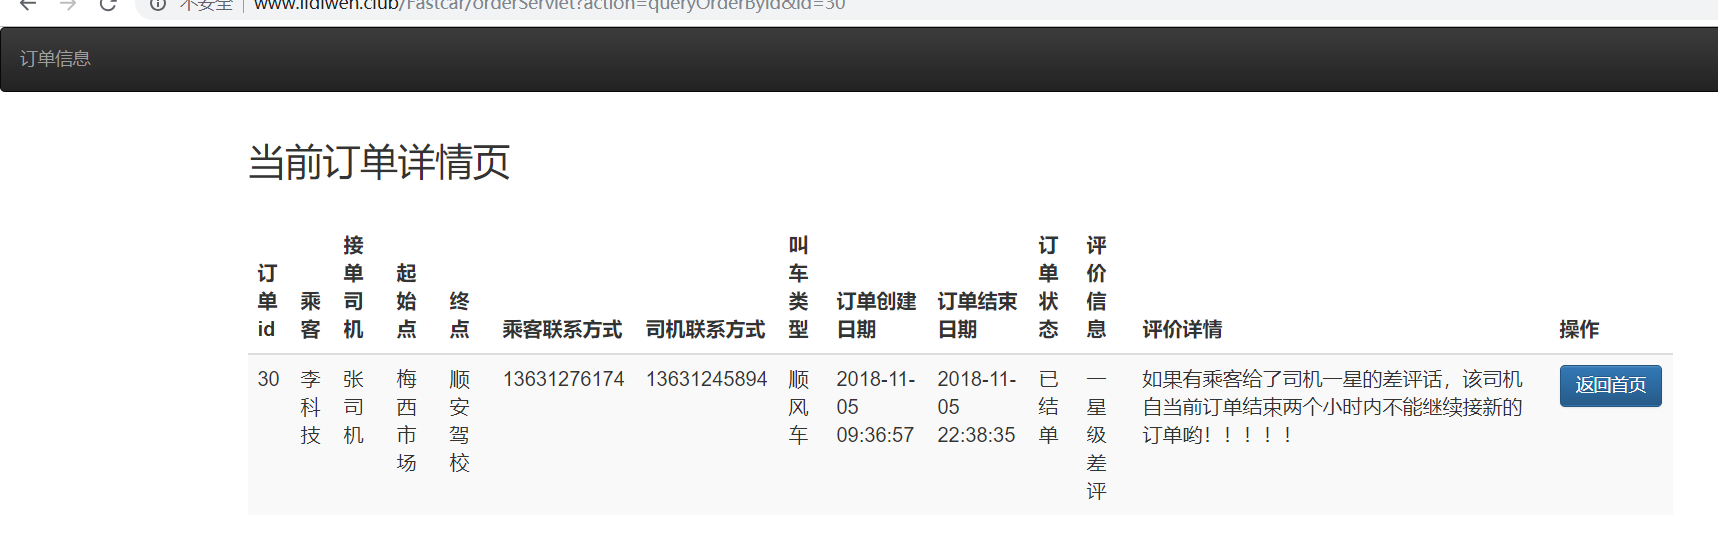 不安全 | www.lidiwen.club/Fastcar/orderServlet?action=queryOrderById&id=30
订单信息
当前订单详情页
订单id 乘客 接单司机 起始点 终点 乘客联系方式 司机联系方式 叫车类型 订单创建日期 订单结束日期 订单状态 评价信息 评价详情 操作
30 李科技 张司机 梅西市场 顺安驾校 13631276174 13631245894 顺风车 2018-11-05 09:36:57 2018-11-05 22:38:35 已结单 一星级差评 如果有乘客给了司机一星的差评话，该司机自当前订单结束两个小时内不能继续接新的订单哟！！！！！ 返回首页